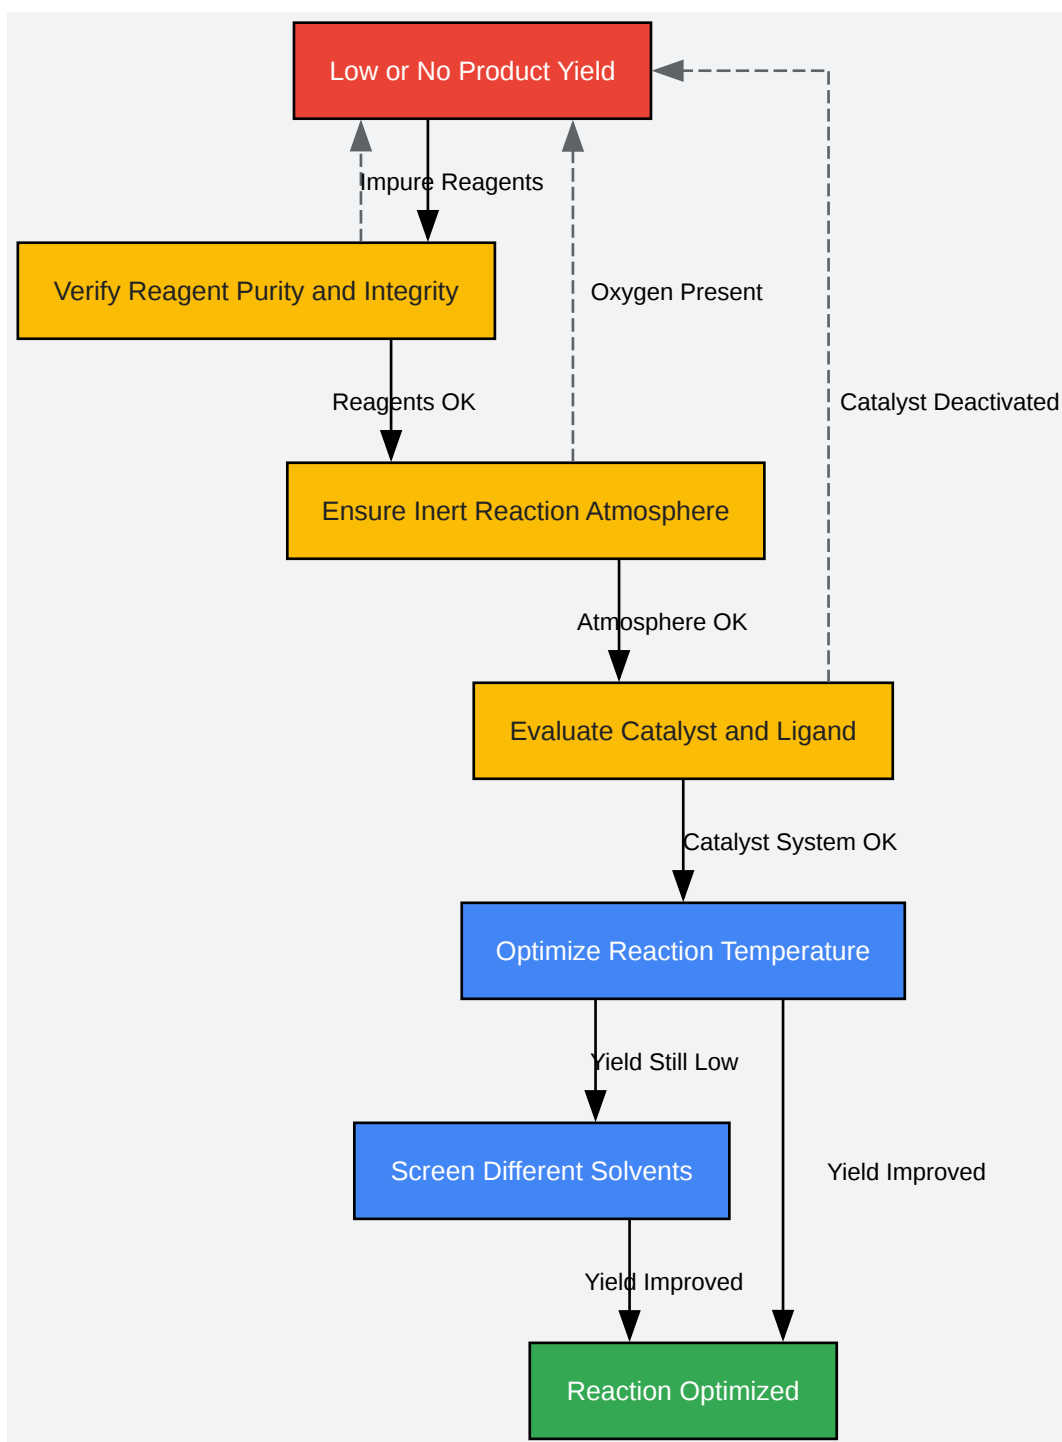 Low or No Product Yield
Impure Reagents
Verify Reagent Purity and Integrity
Oxygen Present
Reagents OK
Catalyst Deactivated
Ensure Inert Reaction Atmosphere
Atmosphere OK
Evaluate Catalyst and Ligand
Catalyst System OK
Optimize Reaction Temperature
Yield Still Low
Screen Different Solvents
Yield Improved
Yield Improved
Reaction Optimized